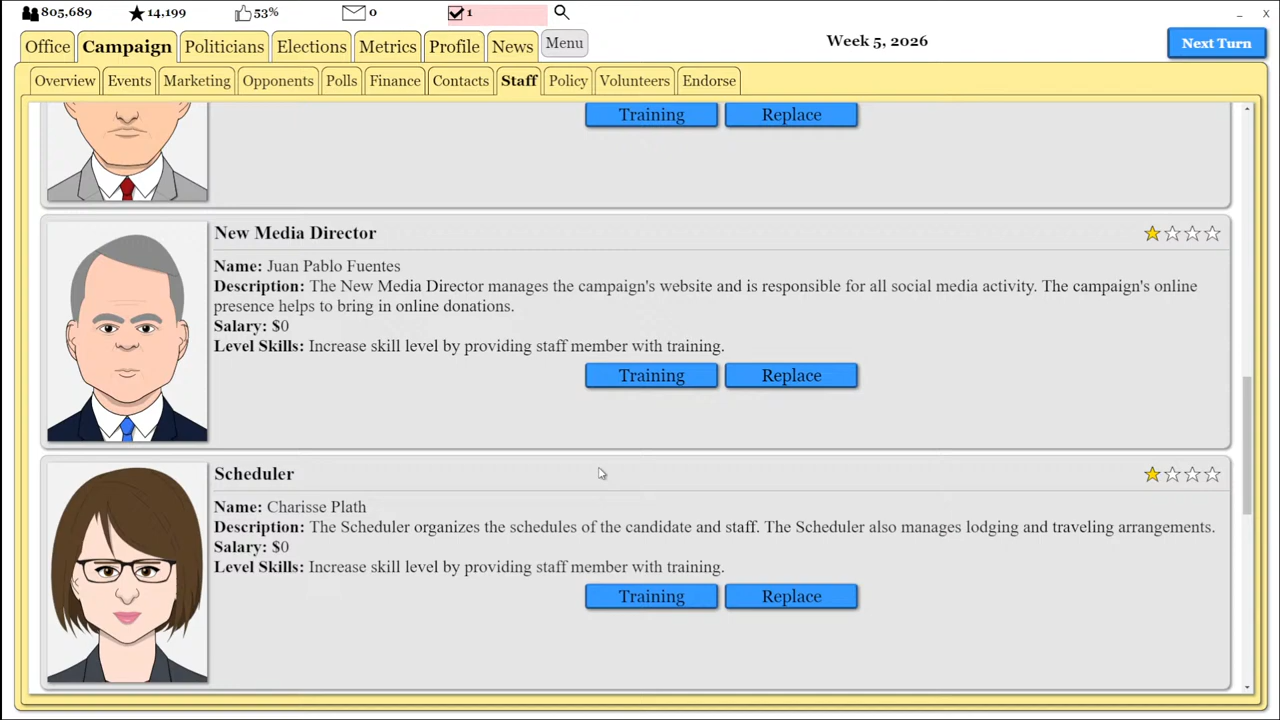 805,689 14,199 53% 0 1
Office Campaign Politicians Elections Metrics Profile News Menu Week 5, 2026 Next Turn
Overview Events Marketing Opponents Polls Finance Contacts Staff Policy Volunteers Endorse
Training Replace
New Media Director
Name: Juan Pablo Fuentes
Description: The New Media Director manages the campaign's website and is responsible for all social media activity. The campaign's online
presence helps to bring in online donations.
Salary: $0
Level Skills: Increase skill level by providing staff member with training.
Training Replace
Scheduler
Name: Charisse Plath
Description: The Scheduler organizes the schedules of the candidate and staff. The Scheduler also manages lodging and traveling arrangements.
Salary: $0
Level Skills: Increase skill level by providing staff member with training.
Training Replace